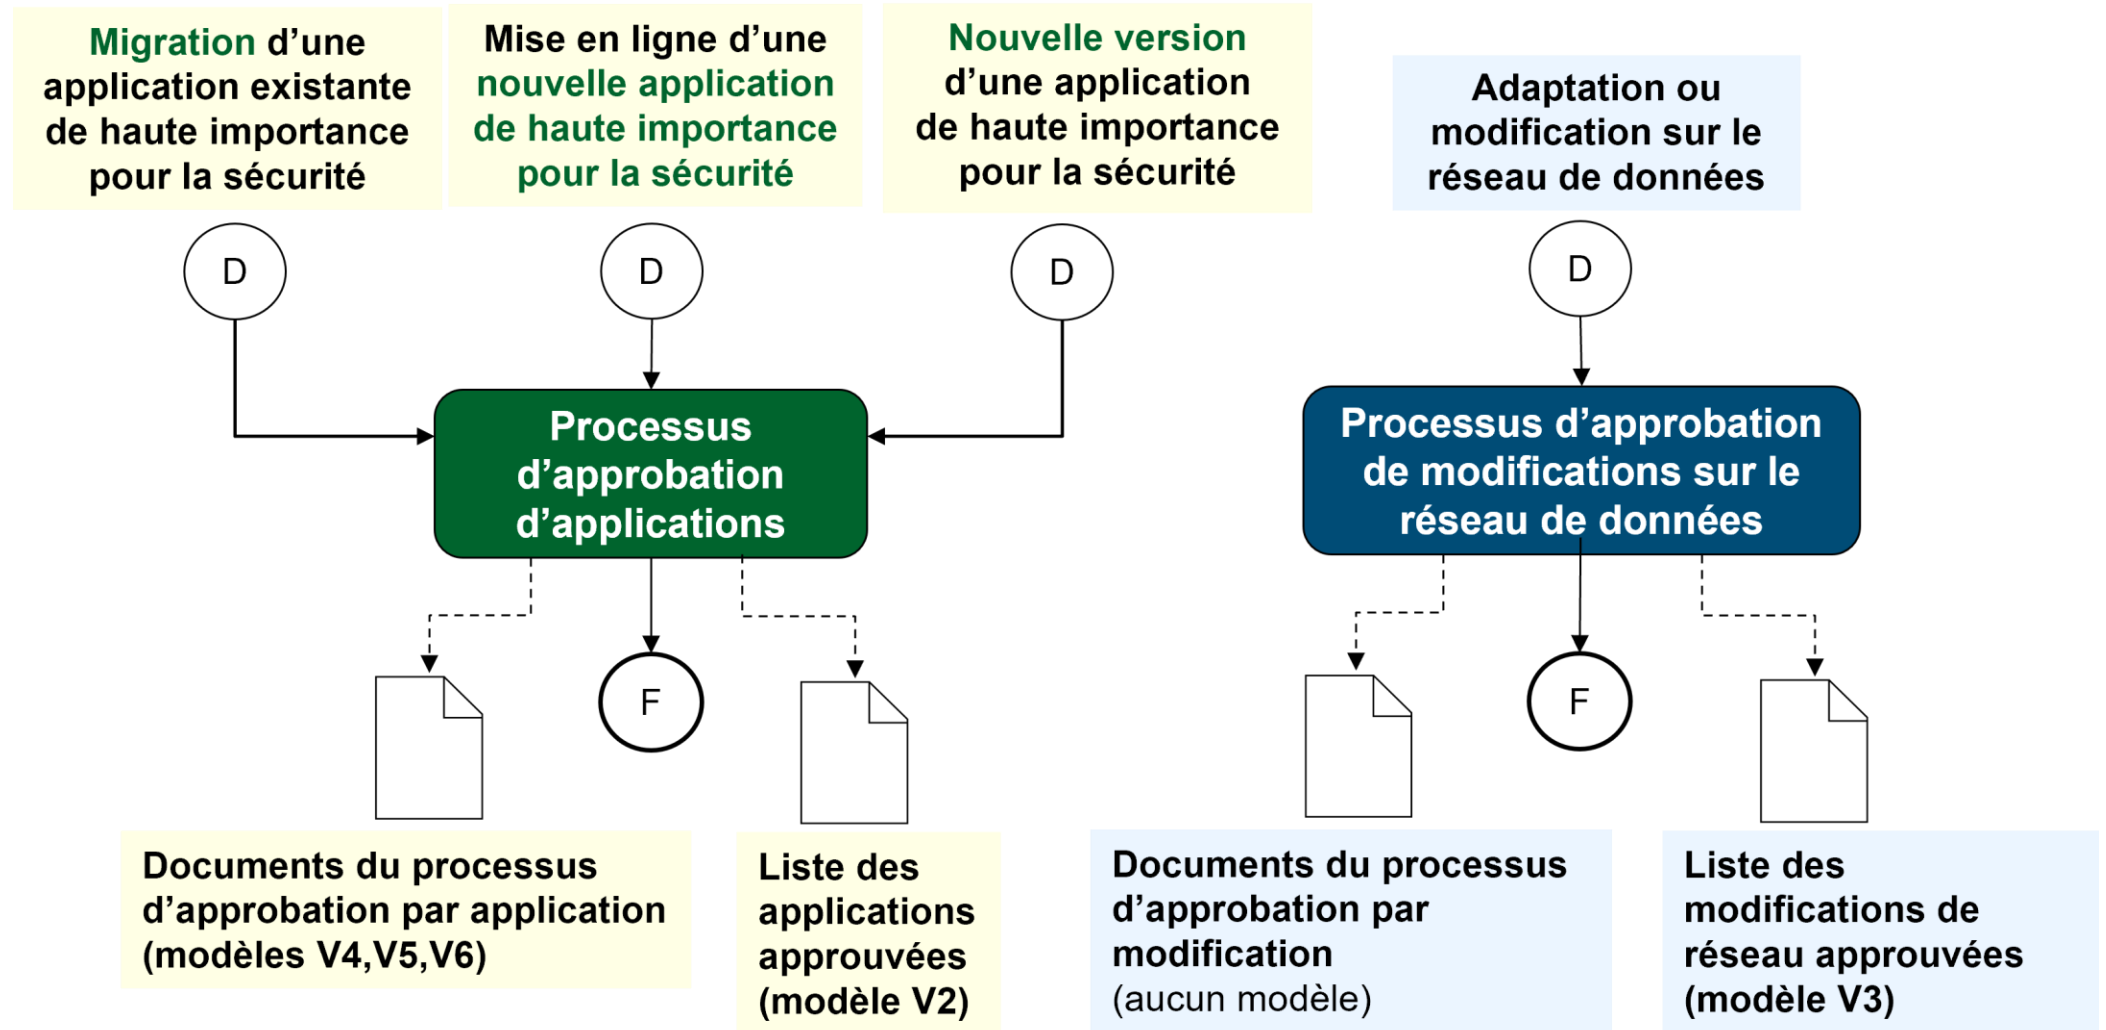 Migration d’une
application existante
de haute importance
pour la sécurité
Mise en ligne d’une
nouvelle application
de haute importance
pour la sécurité
Nouvelle version
d’une application
de haute importance
pour la sécurité
Adaptation ou
modification sur le
réseau de données
D
D
D
D
Processus
d’approbation
d’applications
Processus d’approbation
de modifications sur le
réseau de données
F
F
Documents du processus
d’approbation par application
(modèles V4,V5,V6)
Liste des
applications
approuvées
(modèle V2)
Documents du processus
d’approbation par
modification
(aucun modèle)
Liste des
modifications de
réseau approuvées
(modèle V3)